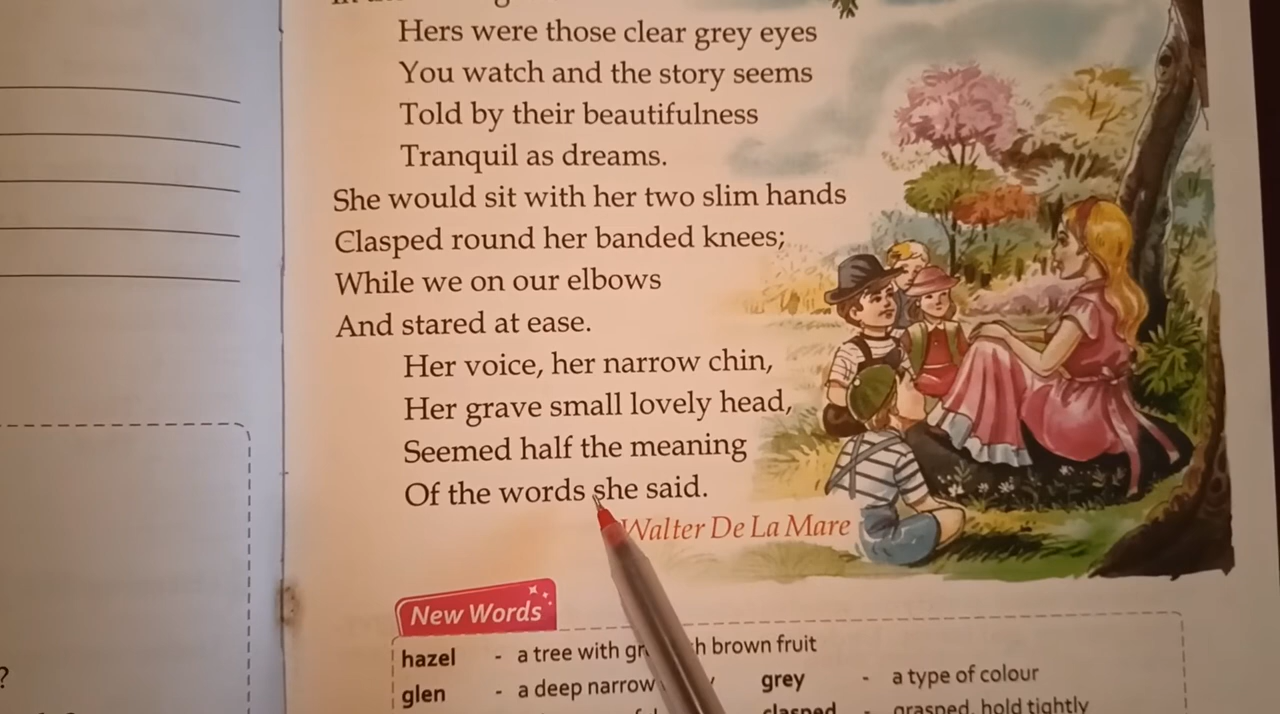 Hers were those clear grey eyes
You watch and the story seems
Told by their beautifulness
Tranquil as dreams.
She would sit with her two slim hands
Clasped round her banded knees;
While we on our elbows
And stared at ease.
Her voice, her narrow chin,
Her grave small lovely head,
Seemed half the meaning
Of the words she said.
Walter De La Mare
New Words
hazel - a tree with brown fruit
glen - a deep narrow
grey - a type of colour
clasped - grasped, hold tightly